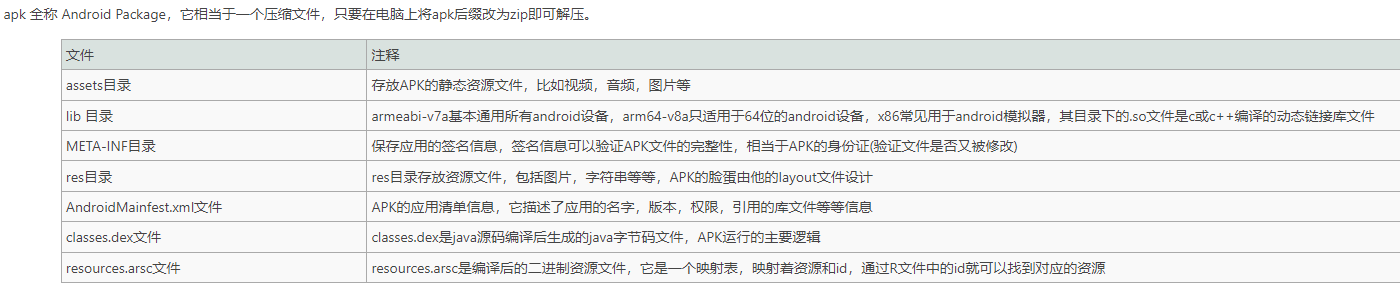 apk 全称 Android Package，它相当于一个压缩文件，只要在电脑上将apk后缀改为zip即可解压。
文件 注释
assets目录 存放APK的静态资源文件，比如视频，音频，图片等
lib 目录 armeabi-v7a基本通用所有android设备，arm64-v8a只适用于64位的android设备，x86常见用于android模拟器，其目录下的.so文件是c或c++编译的动态链接库文件
META-INF目录 保存应用的签名信息，签名信息可以验证APK文件的完整性，相当于APK的身份证(验证文件是否又被修改)
res目录 res目录存放资源文件，包括图片，字符串等等，APK的脸蛋由他的layout文件设计
AndroidMainfest.xml文件 APK的应用清单信息，它描述了应用的名字，版本，权限，引用的库文件等等信息
classes.dex文件 classes.dex是java源码编译后生成的java字节码文件，APK运行的主要逻辑
resources.arsc文件 resources.arsc是编译后的二进制资源文件，它是一个映射表，映射着资源和id，通过R文件中的id就可以找到对应的资源